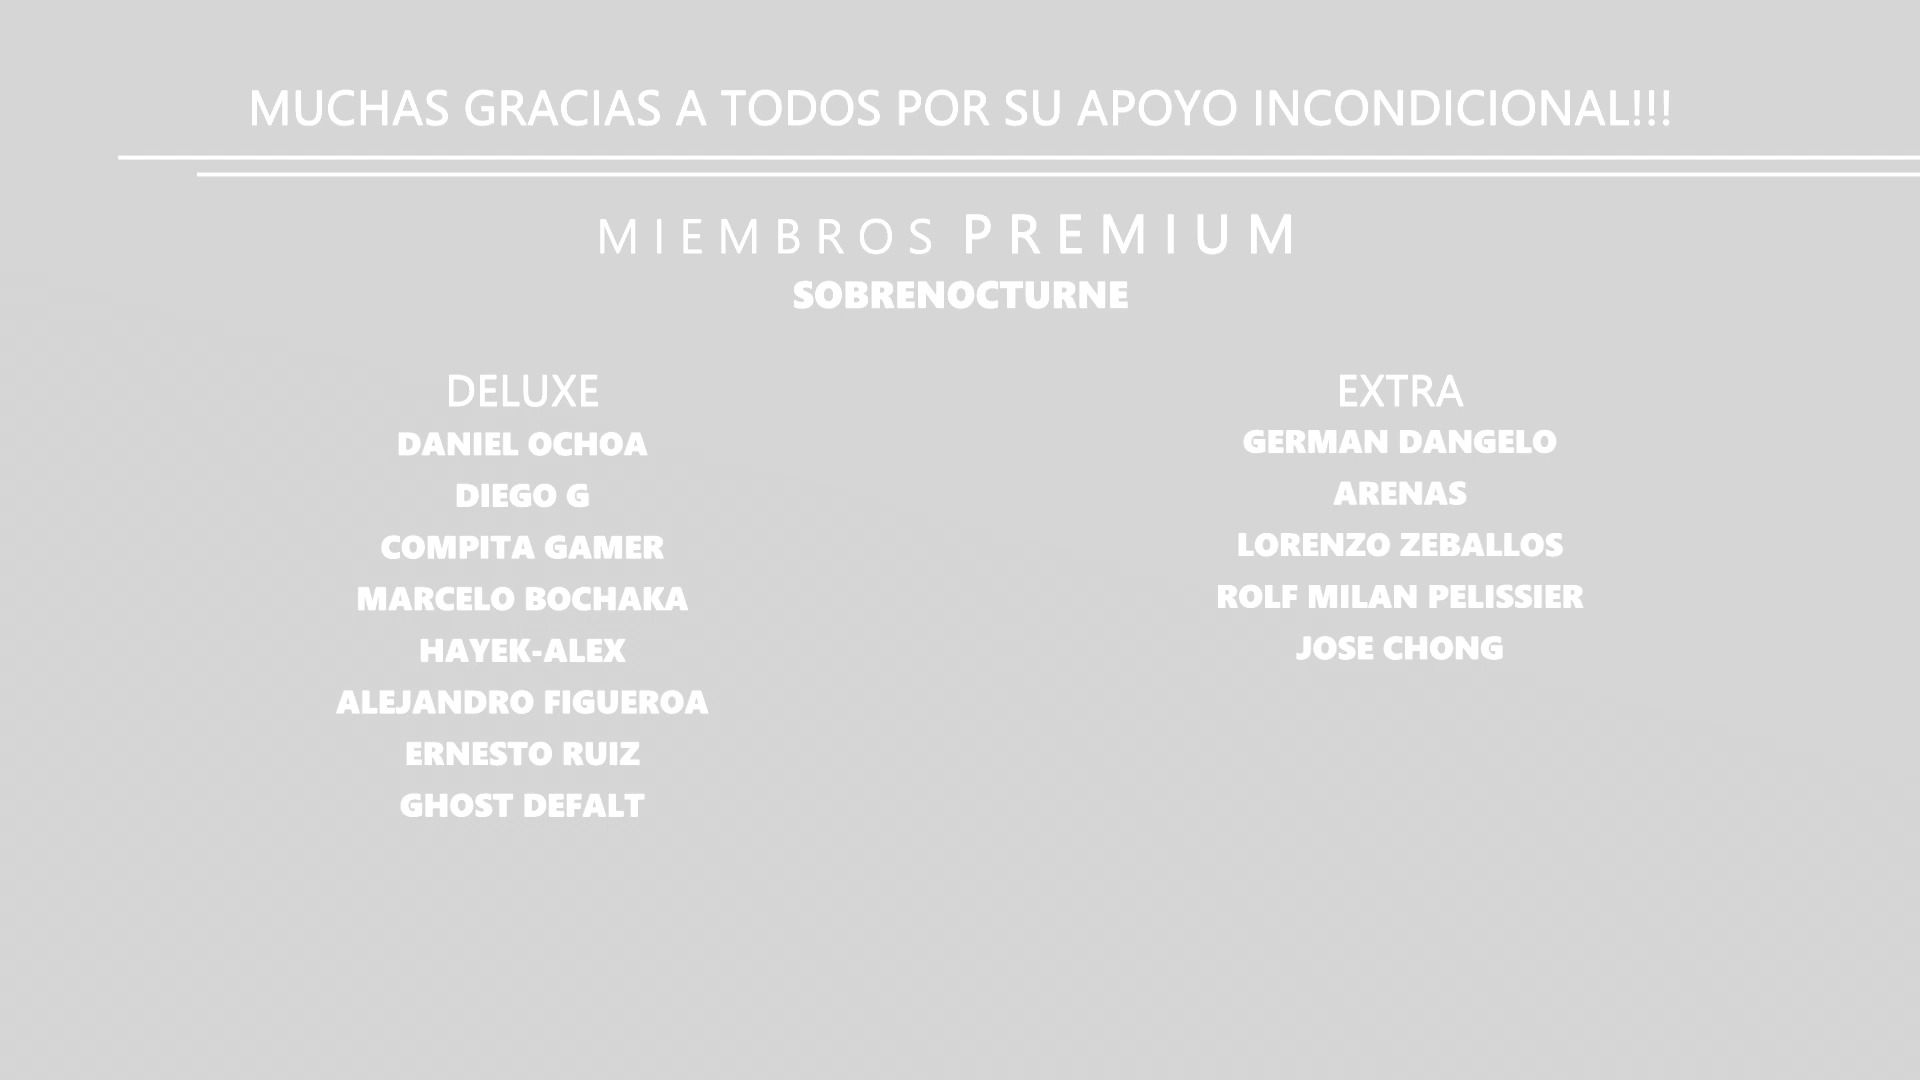 MUCHAS GRACIAS A TODOS POR SU APOYO INCONDICIONAL!!!
MIEMBROS PREMIUM
SOBRENOCTURNE
DELUXE
DANIEL OCHOA
DIEGO G
COMPITA GAMER
MARCELO BOCHAKA
HAYEK-ALEX
ALEJANDRO FIGUEROA
ERNESTO RUIZ
GHOST DEFALT
EXTRA
GERMAN DANGELO
ARENAS
LORENZO ZEBALLOS
ROLF MILAN PELISSIER
JOSE CHONG